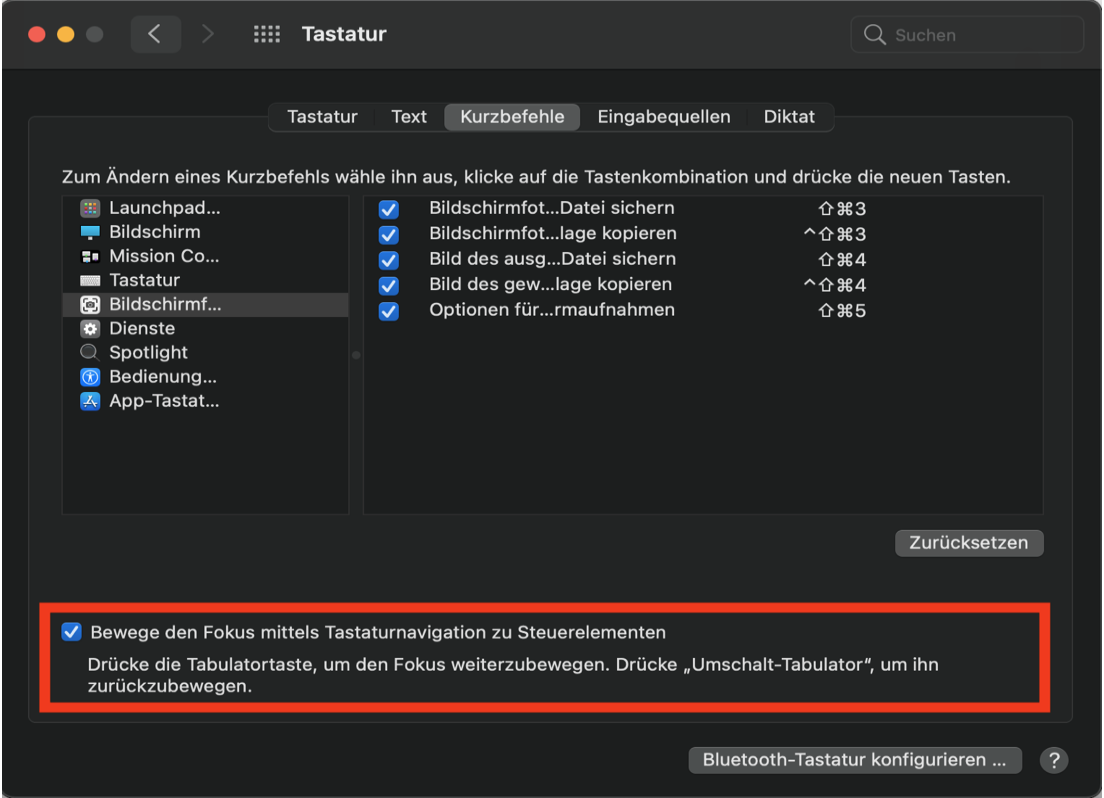 Tastatur
Suchen
Tastatur Text Kurzbefehle Eingabequellen Diktat
Zum Ändern eines Kurzbefehls wähle ihn aus, klicke auf die Tastenkombination und drücke die neuen Tasten.
Launchpad...
Bildschirm
Mission Co...
Tastatur
Bildschirmf...
Dienste
Spotlight
Bedienung...
App-Tastat...
Bildschirmfot...Datei sichern ⇧⌘3
Bildschirmfot...lage kopieren ^⇧⌘3
Bild des ausg...Datei sichern ⇧⌘4
Bild des gew...lage kopieren ^⇧⌘4
Optionen für...rmaufnahmen ⇧⌘5
Zurücksetzen
Bewege den Fokus mittels Tastaturnavigation zu Steuerelementen
Drücke die Tabulatortaste, um den Fokus weiterzubewegen. Drücke „Umschalt-Tabulator“, um ihn
zurückzubewegen.
Bluetooth-Tastatur konfigurieren ... ?